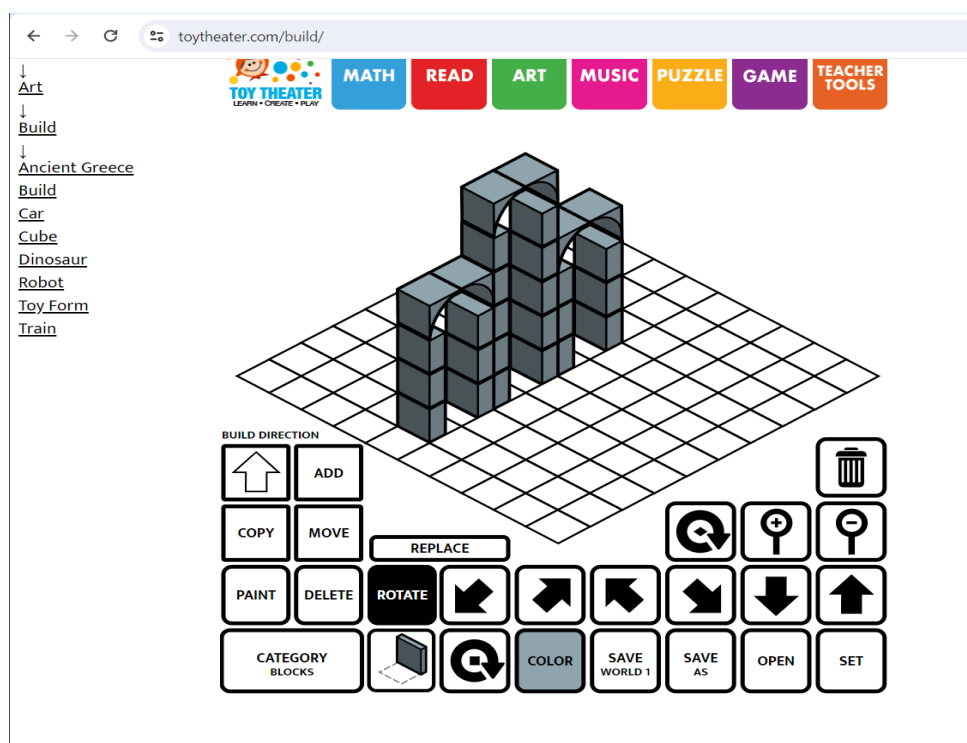 toytheater.com/build/
↓
Art
↓
Build
↓
Ancient Greece
Build
Car
Cube
Dinosaur
Robot
Toy Form
Train
TOY THEATER
LEARN • CREATE • PLAY
MATH
READ
ART
MUSIC
PUZZLE
GAME
TEACHER
TOOLS
BUILD DIRECTION
ADD
COPY
MOVE
REPLACE
PAINT
DELETE
ROTATE
CATEGORY
BLOCKS
COLOR
SAVE
WORLD 1
SAVE
AS
OPEN
SET